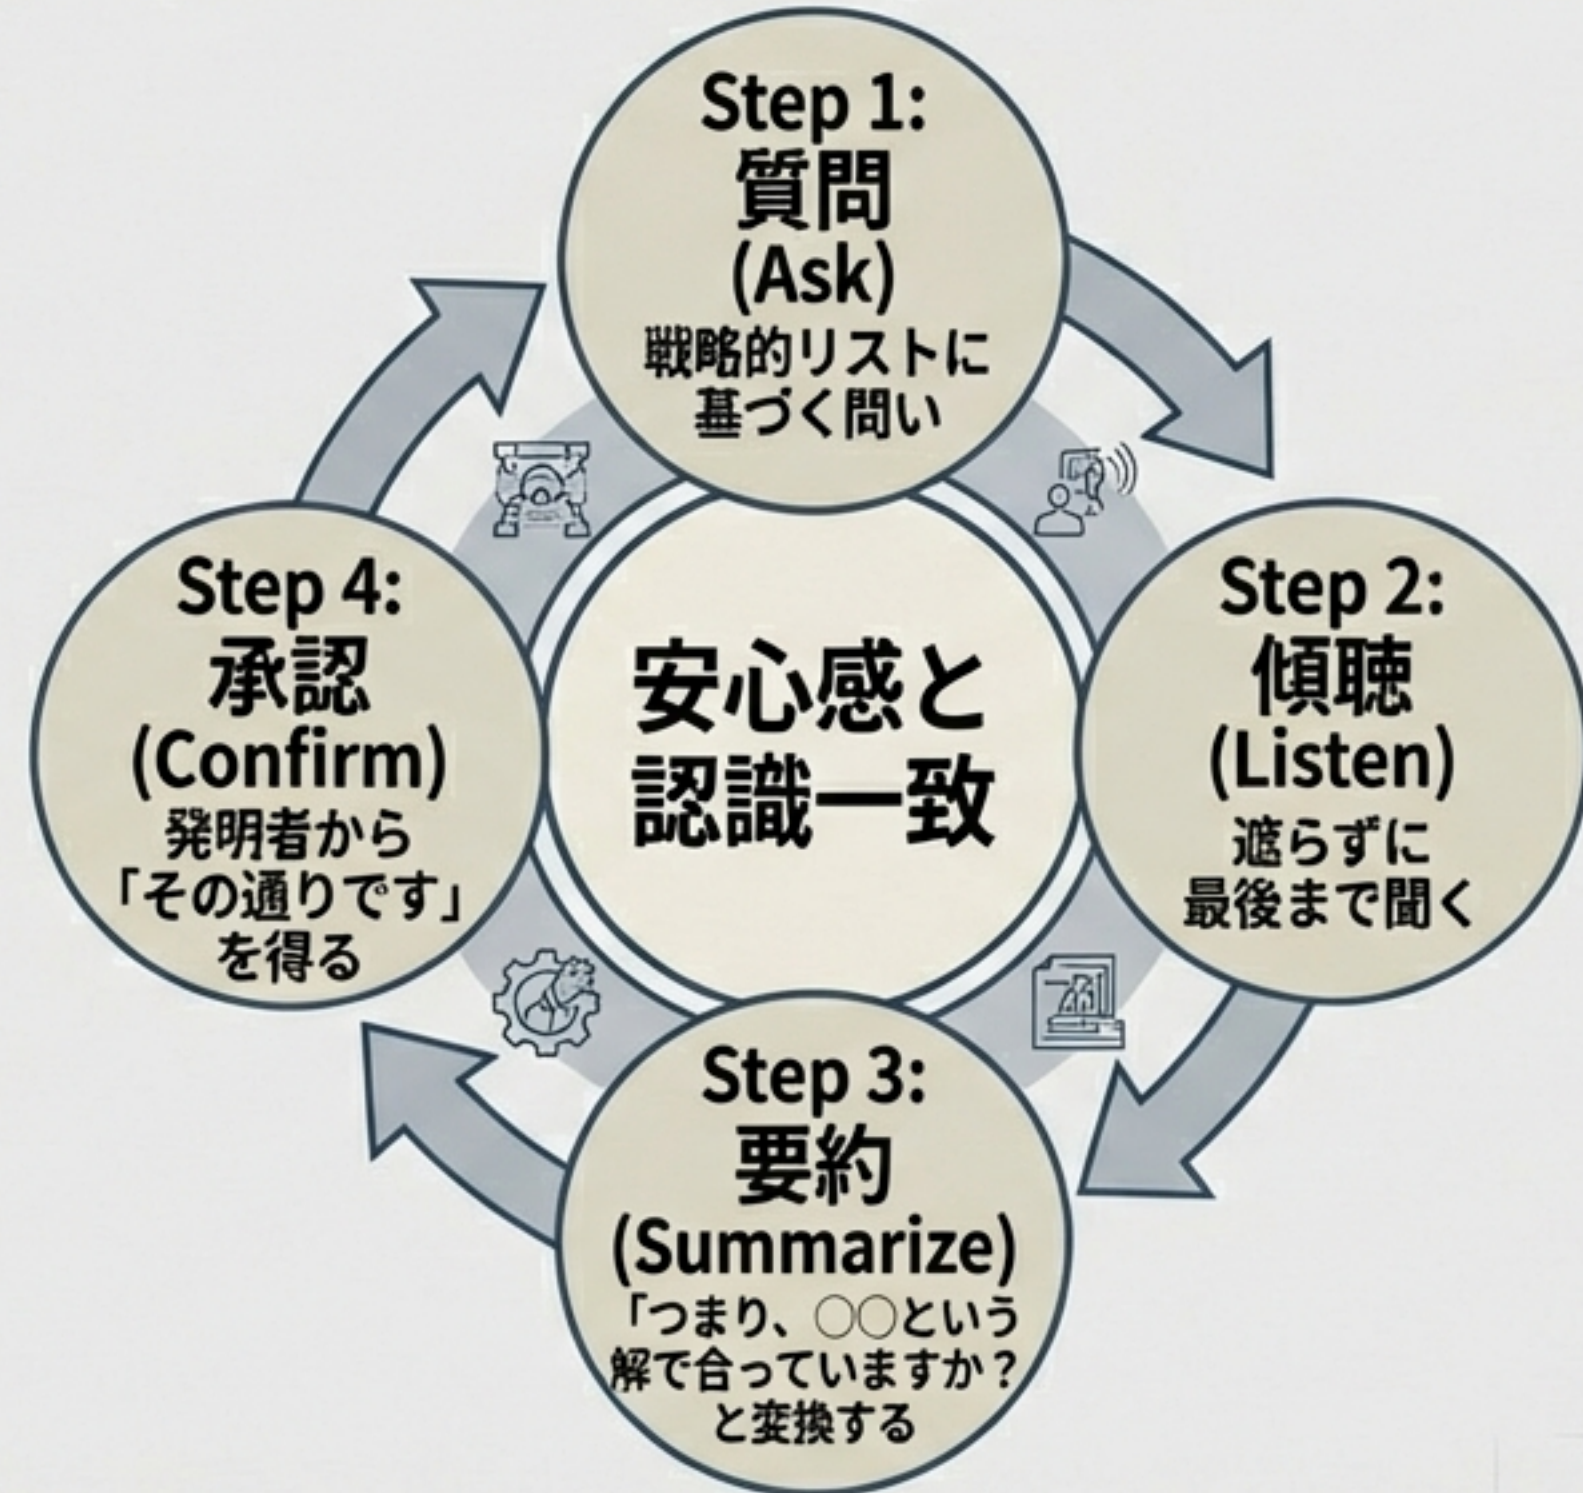 Step 1:
質問
(Ask)
戦略的リストに
基づく問い
Step 2:
傾聴
(Listen)
遮らずに
最後まで聞く
Step 3:
要約
(Summarize)
「つまり、○○という
解で合っていますか？
と変換する
Step 4:
承認
(Confirm)
発明者から
「その通りです」
を得る
安心感と
認識一致